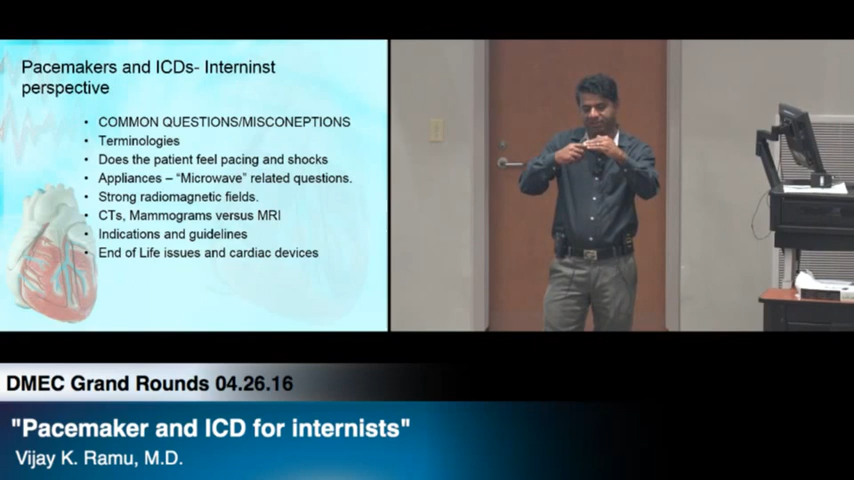 Pacemakers and ICDs- Interninst
perspective
• COMMON QUESTIONS/MISCONEPTIONS
• Terminologies
• Does the patient feel pacing and shocks
• Appliances – “Microwave” related questions.
• Strong radiomagnetic fields.
• CTs, Mammograms versus MRI
• Indications and guidelines
• End of Life issues and cardiac devices
DMEC Grand Rounds 04.26.16
"Pacemaker and ICD for internists"
Vijay K. Ramu, M.D.